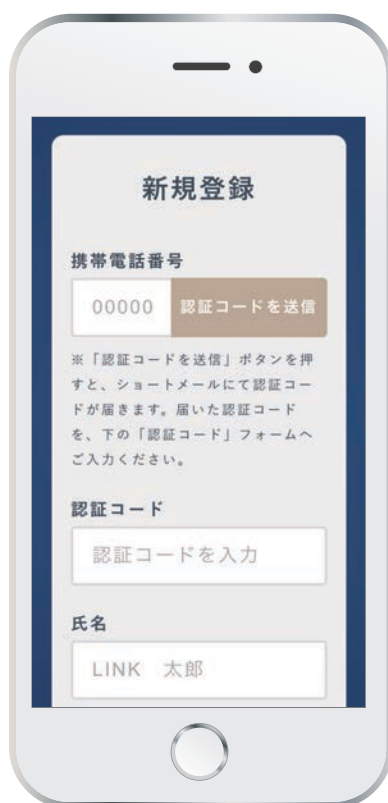 新規登録
携帯電話番号
00000 認証コードを送信
※「認証コードを送信」ボタンを押
すと、ショートメールにて認証コー
ドが届きます。届いた認証コード
を、下の「認証コード」フォームへ
ご入力ください。
認証コード
認証コードを入力
氏名
LINK　太郎